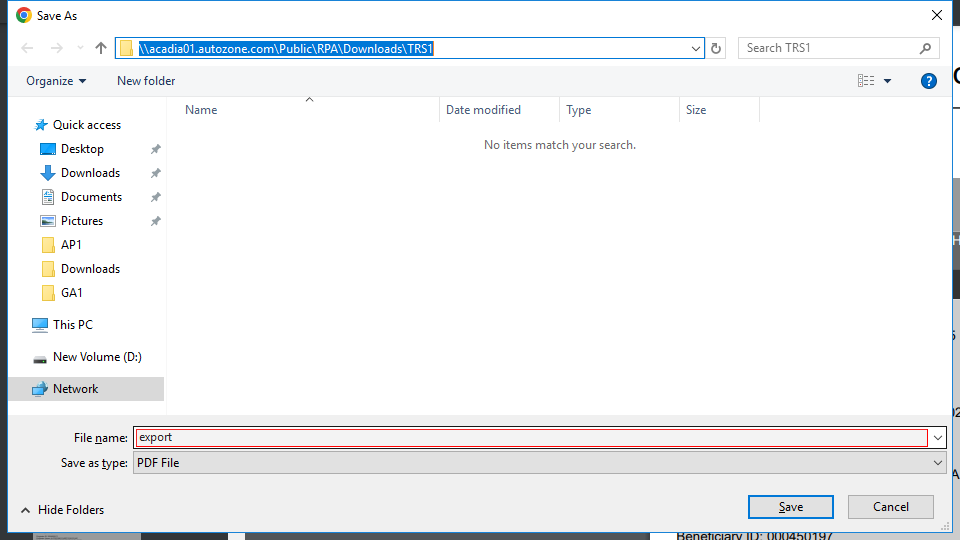 Save As
\\acadia01.autozone.com\Public\RPA\Downloads\TRS1
Search TRS1
Organize
New folder
Name
Date modified
Type
Size
No items match your search.
Quick access
Desktop
Downloads
Documents
Pictures
AP1
Downloads
GA1
This PC
New Volume (D:)
Network
File name: export
Save as type: PDF File
Hide Folders
Save
Cancel
Beneficiary ID: 000450197